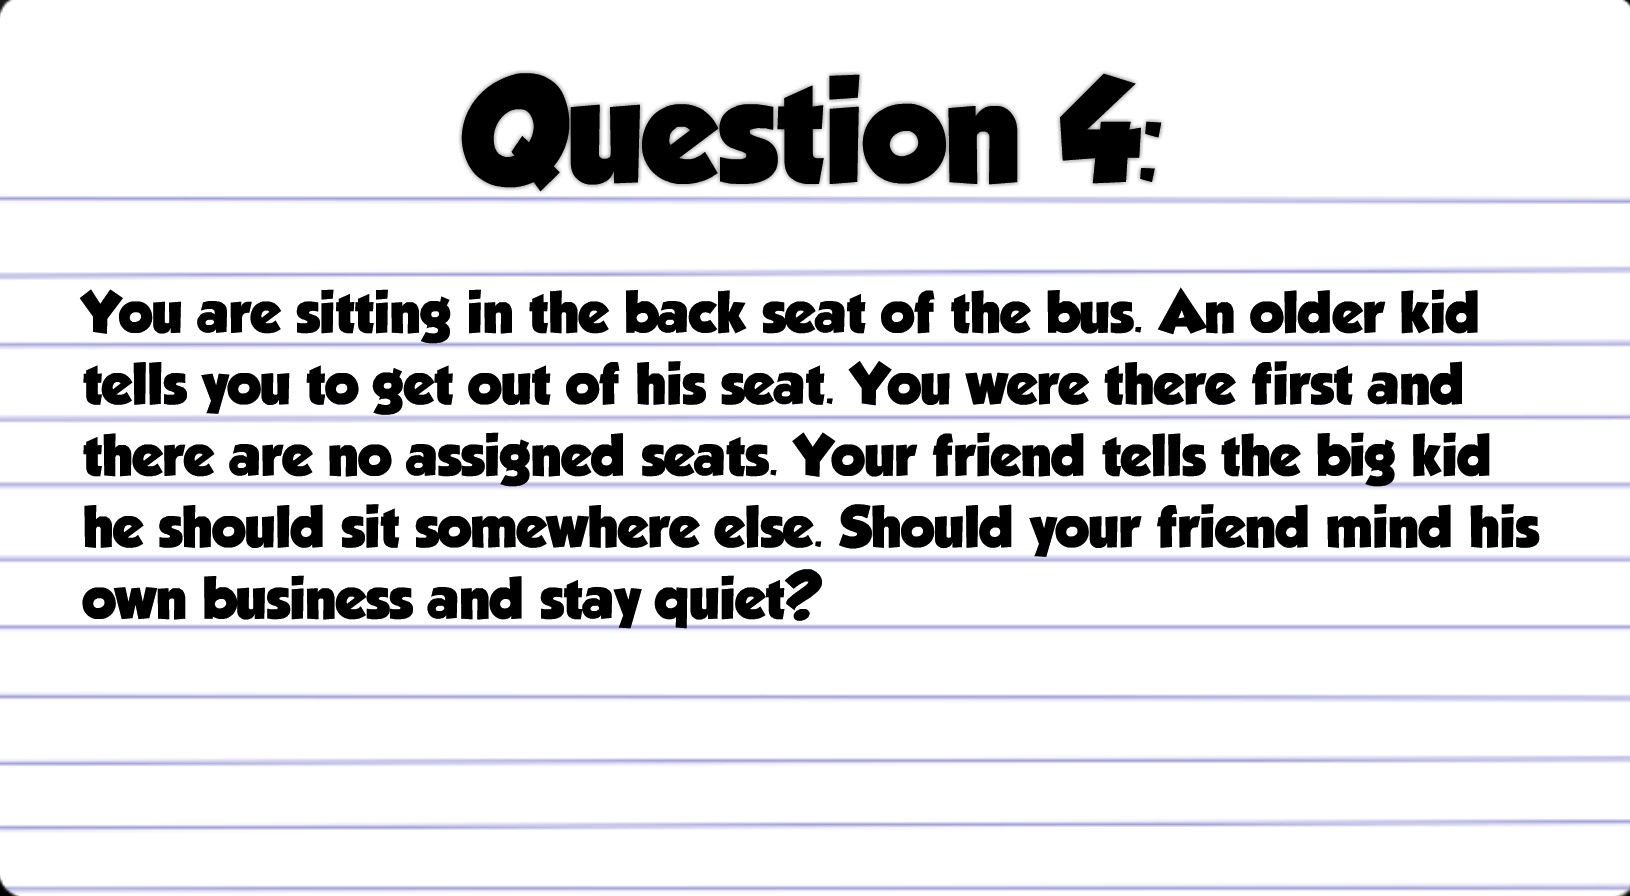 Question 4:
You are sitting in the back seat of the bus. An older kid
tells you to get out of his seat. You were there first and
there are no assigned seats. Your friend tells the big kid
he should sit somewhere else. Should your friend mind his
own business and stay quiet?